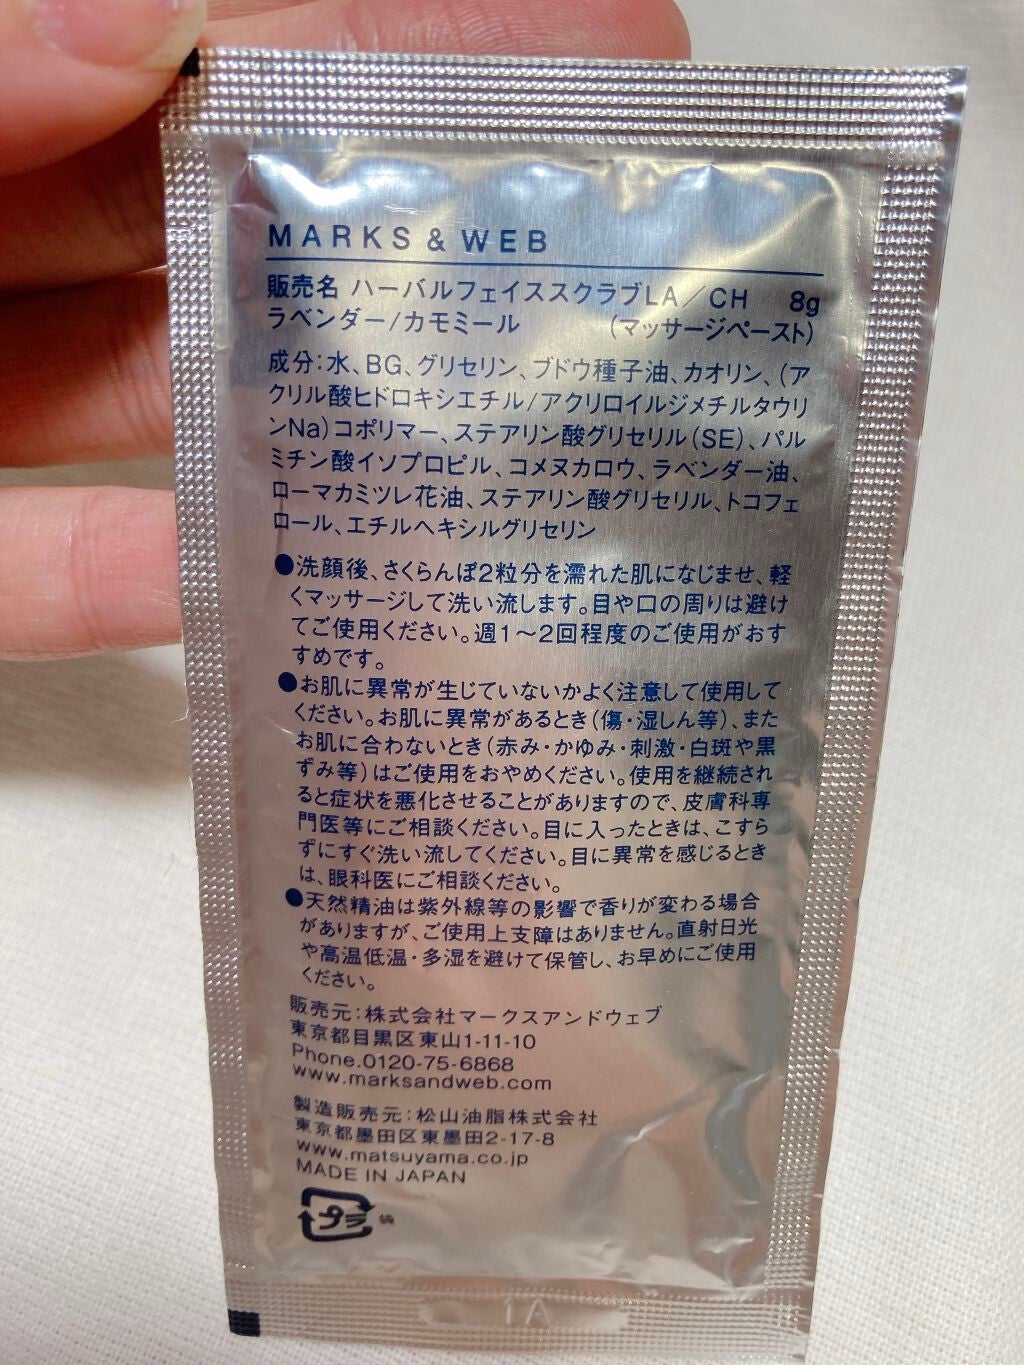 MARKS & WEB
販売名 ハーバルフェイススクラブLA／CH 8g
ラベンダー/カモミール （マッサージペースト）
成分：水、BG、グリセリン、ブドウ種子油、カオリン、（ア
クリル酸ヒドロキシエチル/アクリロイルジメチルタウリ
ンNa）コポリマー、ステアリン酸グリセリル（SE）、パル
ミチン酸イソプロピル、コメヌカロウ、ラベンダー油、
ローマカミツレ花油、ステアリン酸グリセリル、トコフェ
ロール、エチルヘキシルグリセリン
●洗顔後、さくらんぼ2粒分を濡れた肌になじませ、軽
くマッサージして洗い流します。目や口の周りは避け
てご使用ください。週1～2回程度のご使用がおす
すめです。
●お肌に異常が生じていないかよく注意して使用して
ください。お肌に異常があるとき（傷・湿しん等）、また
お肌に合わないとき（赤み・かゆみ・刺激・白斑や黒
ずみ等）はご使用をおやめください。使用を継続され
ると症状を悪化させることがありますので、皮膚科専
門医等にご相談ください。目に入ったときは、こすら
ずにすぐ洗い流してください。目に異常を感じるとき
は、眼科医にご相談ください。
●天然精油は紫外線等の影響で香りが変わる場合
がありますが、ご使用上支障はありません。直射日光
や高温低温・多湿を避けて保管し、お早めにご使用
ください。
販売元：株式会社マークスアンドウェブ
東京都目黒区東山1-11-10
Phone.0120-75-6868
www.marksandweb.com
製造販売元：松山油脂株式会社
東京都墨田区東墨田2-17-8
www.matsuyama.co.jp
MADE IN JAPAN
プラ 袋
1A